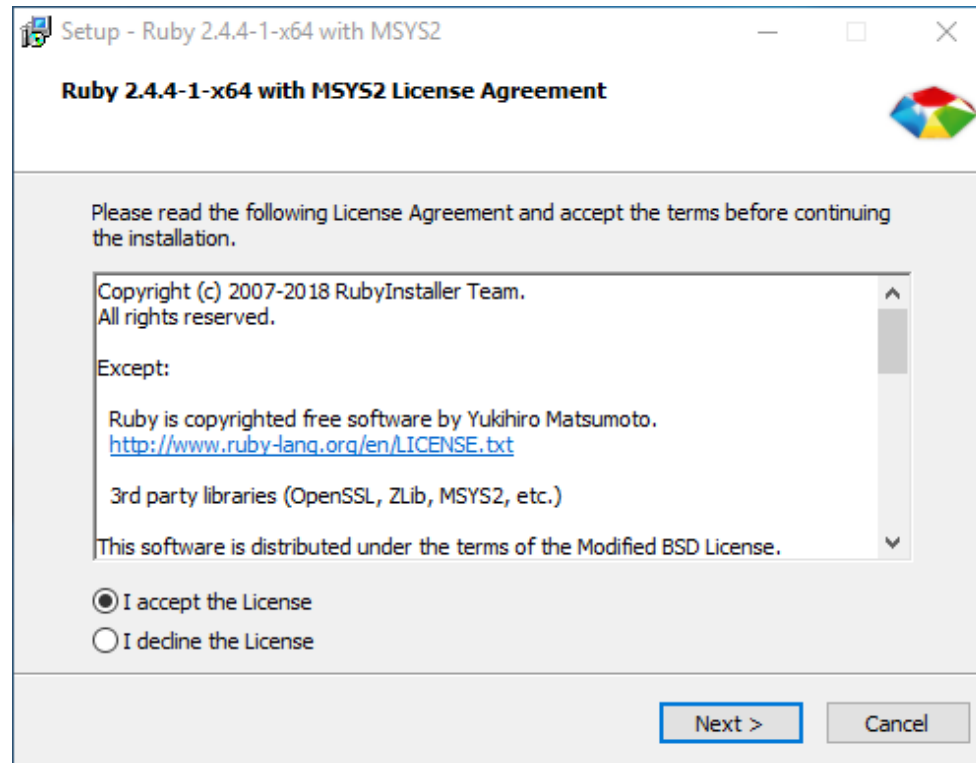 Setup - Ruby 2.4.4-1-x64 with MSYS2
Ruby 2.4.4-1-x64 with MSYS2 License Agreement
Please read the following License Agreement and accept the terms before continuing
the installation.
Copyright (c) 2007-2018 RubyInstaller Team.
All rights reserved.
Except:
Ruby is copyrighted free software by Yukihiro Matsumoto.
http://www.ruby-lang.org/en/LICENSE.txt
3rd party libraries (OpenSSL, ZLib, MSYS2, etc.)
This software is distributed under the terms of the Modified BSD License.
I accept the License
I decline the License
Next >
Cancel